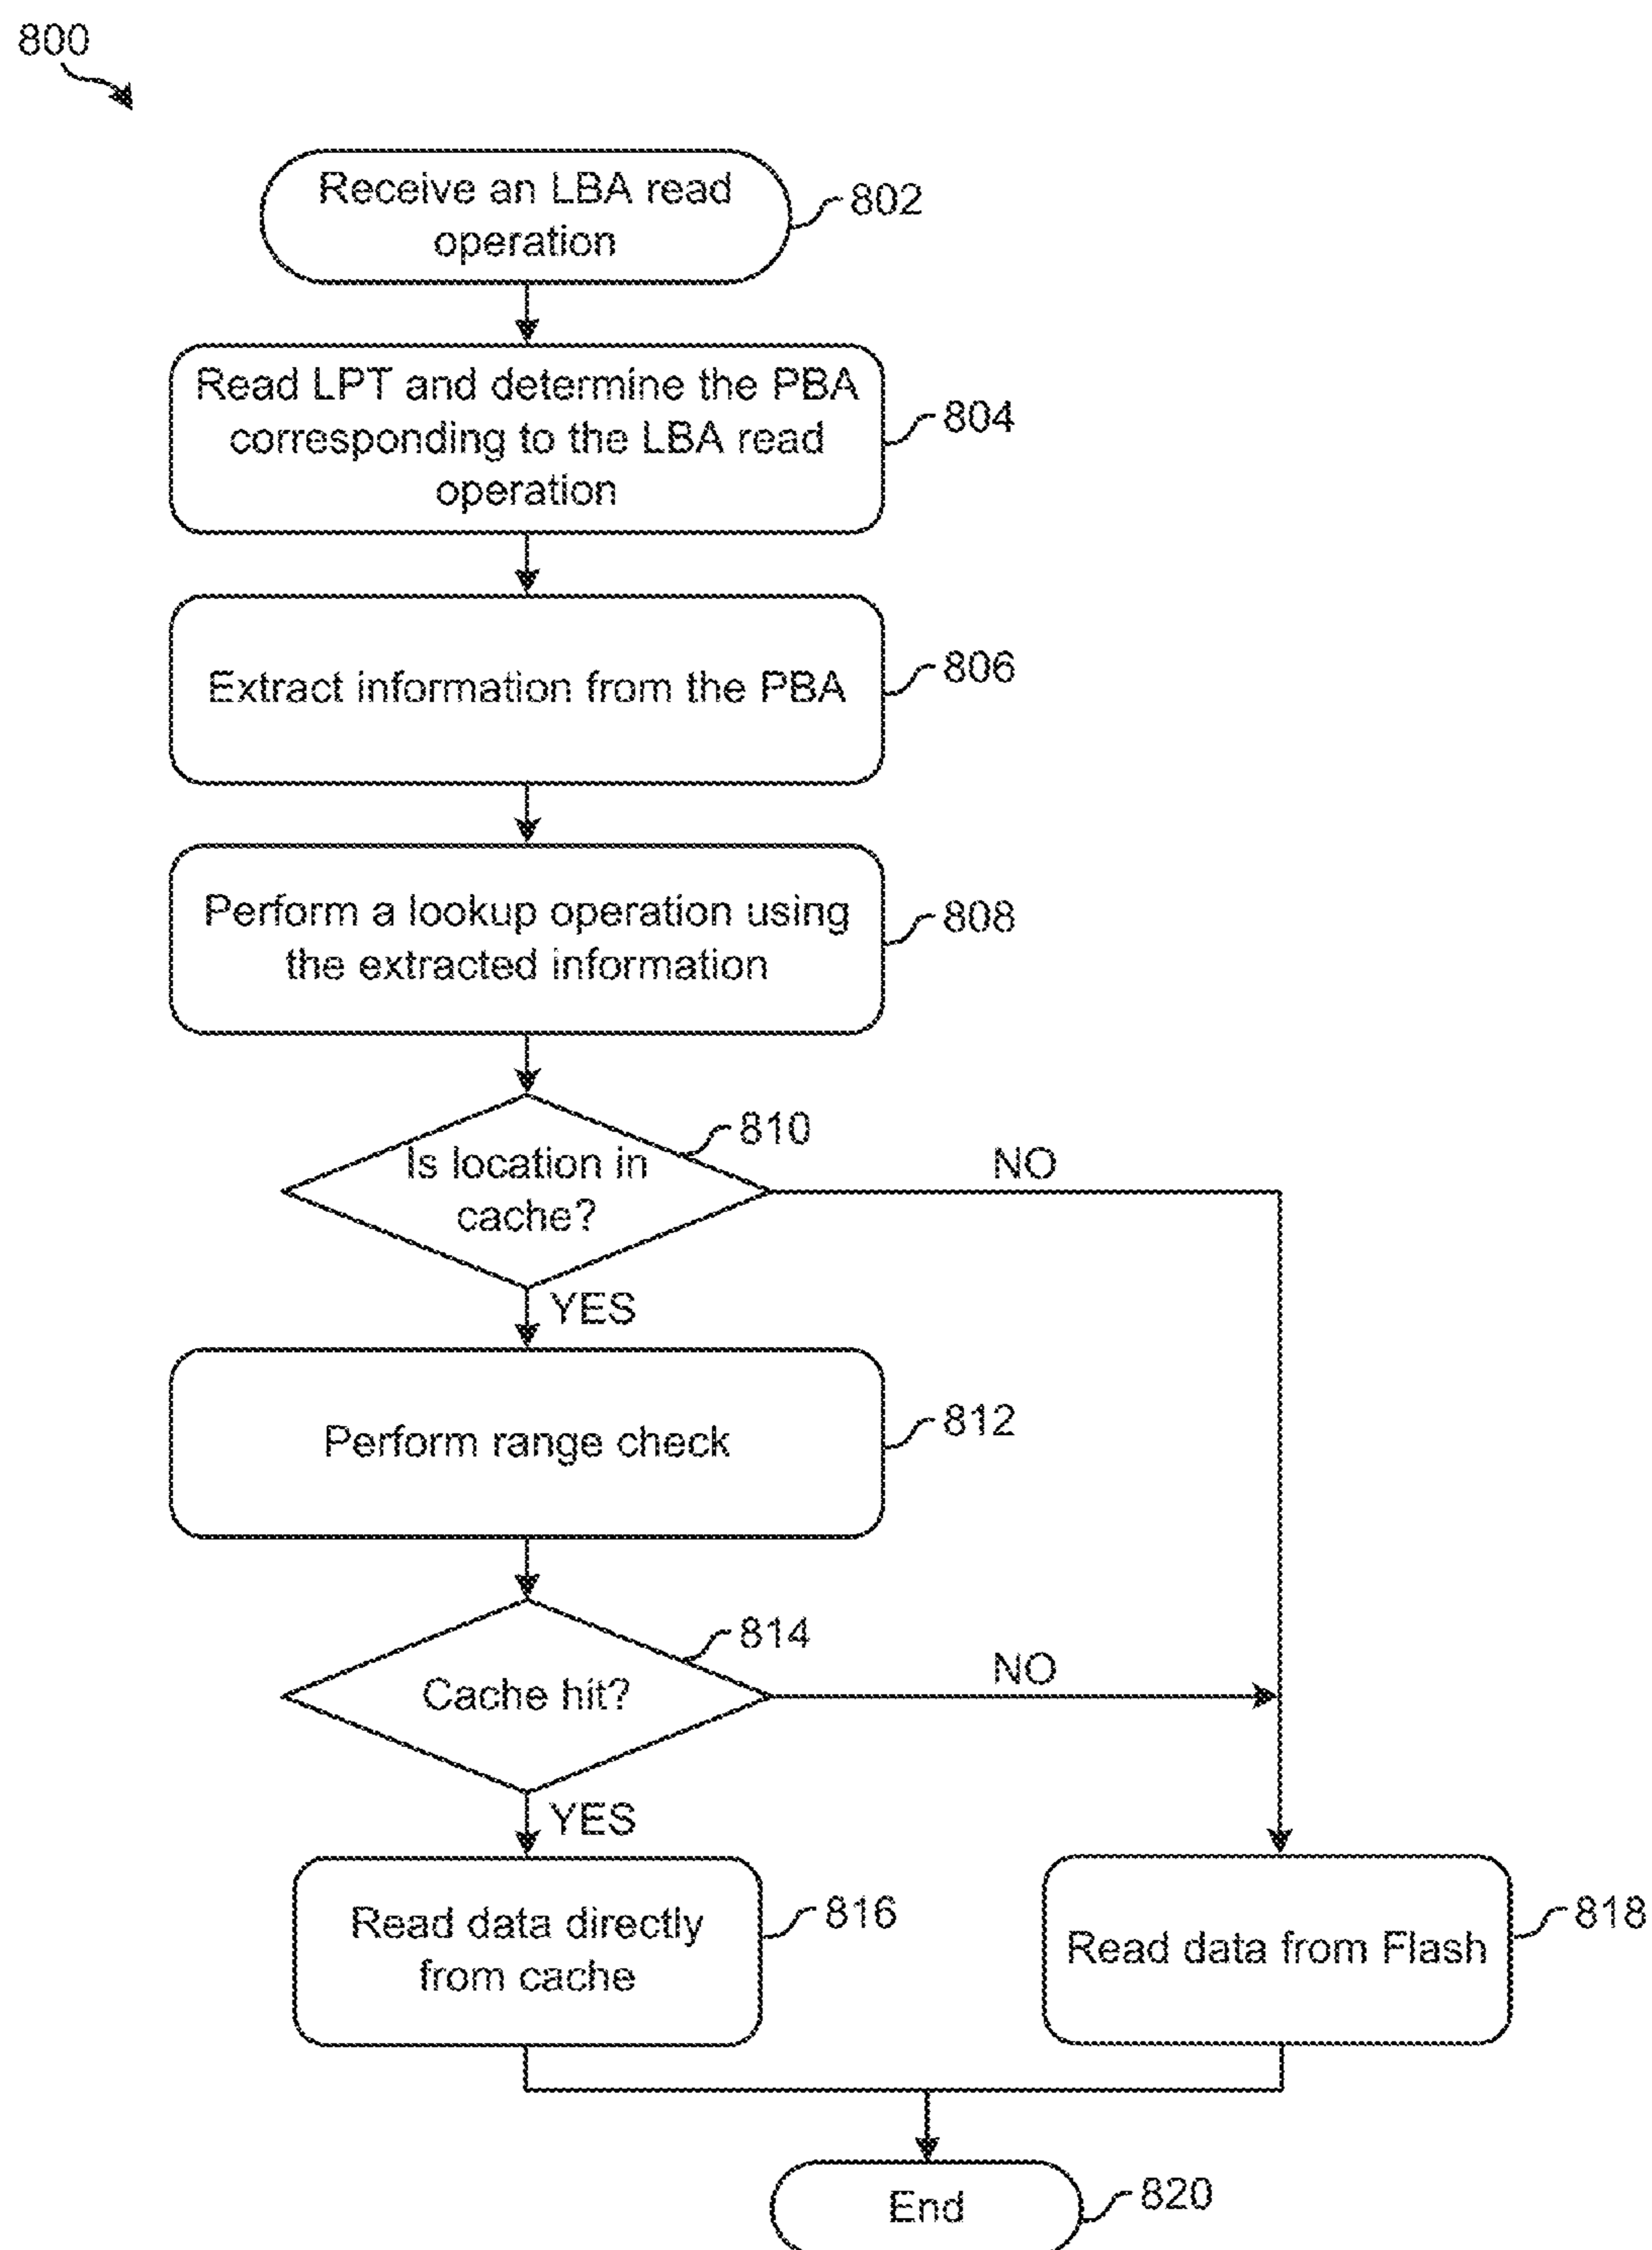 800
Receive an LBA read
operation
802
Read LPT and determine the PBA
corresponding to the LBA read
operation
804
Extract information from the PBA
806
Perform a lookup operation using
the extracted information
808
810
Is location in
cache?
NO
YES
Perform range check
812
814
Cache hit?
NO
YES
Read data directly
from cache
816
Read data from Flash
818
End
820